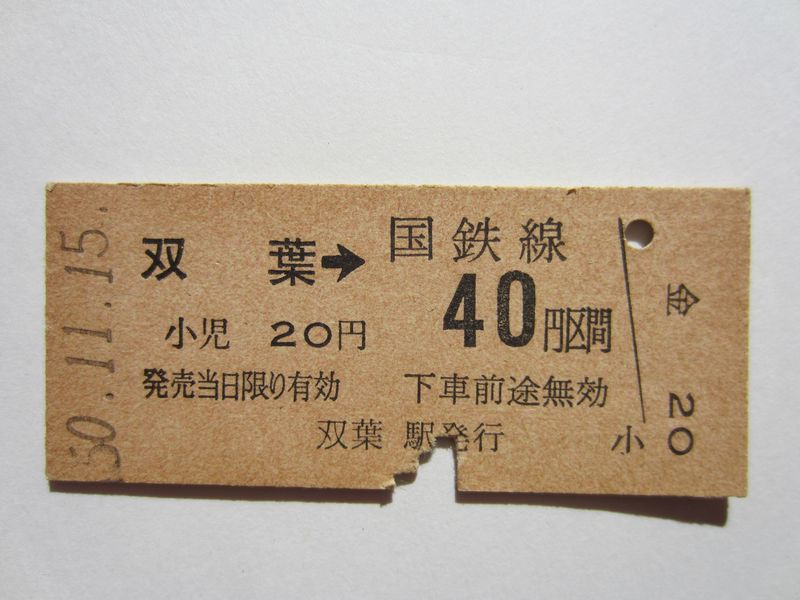 50.11.15.
双葉➔国鉄線
小児 20円 40円区間
発売当日限り有効 下車前途無効
双葉 駅発行
小
金 20